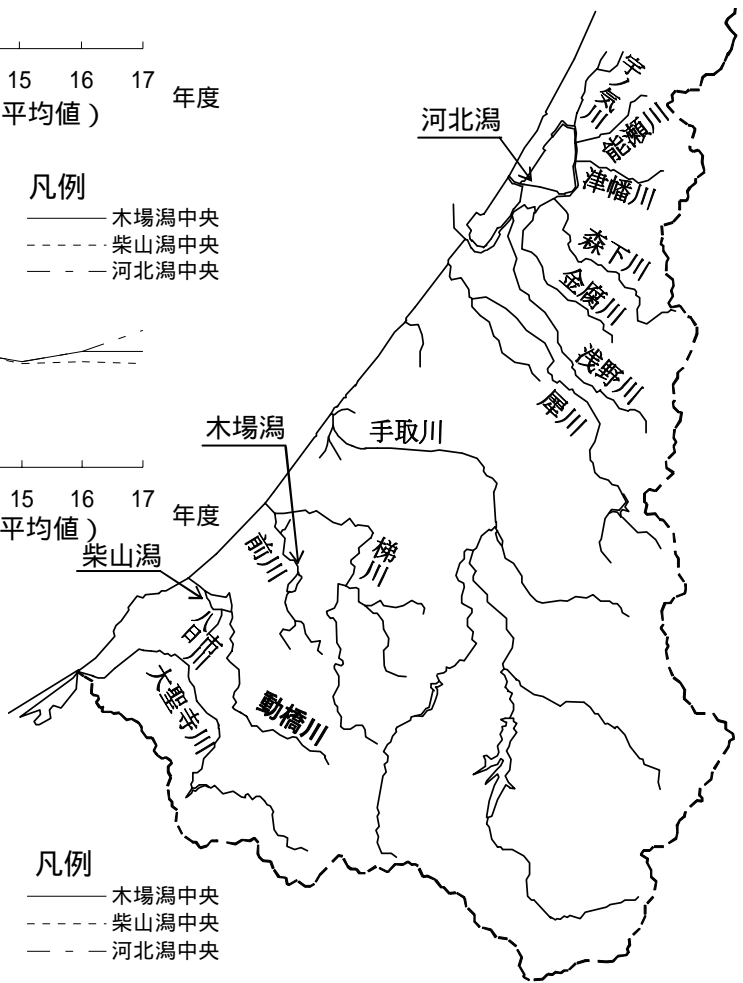 15 16 17 年度
平均値）
凡例
木場潟中央
柴山潟中央
河北潟中央
15 16 17 年度
平均値）
凡例
木場潟中央
柴山潟中央
河北潟中央
河北潟
宇ノ気川
能瀬川
津幡川
森下川
金腐川
浅野川
犀川
手取川
木場潟
前川
梯川
柴山潟
八日市川
動橋川
大聖寺川